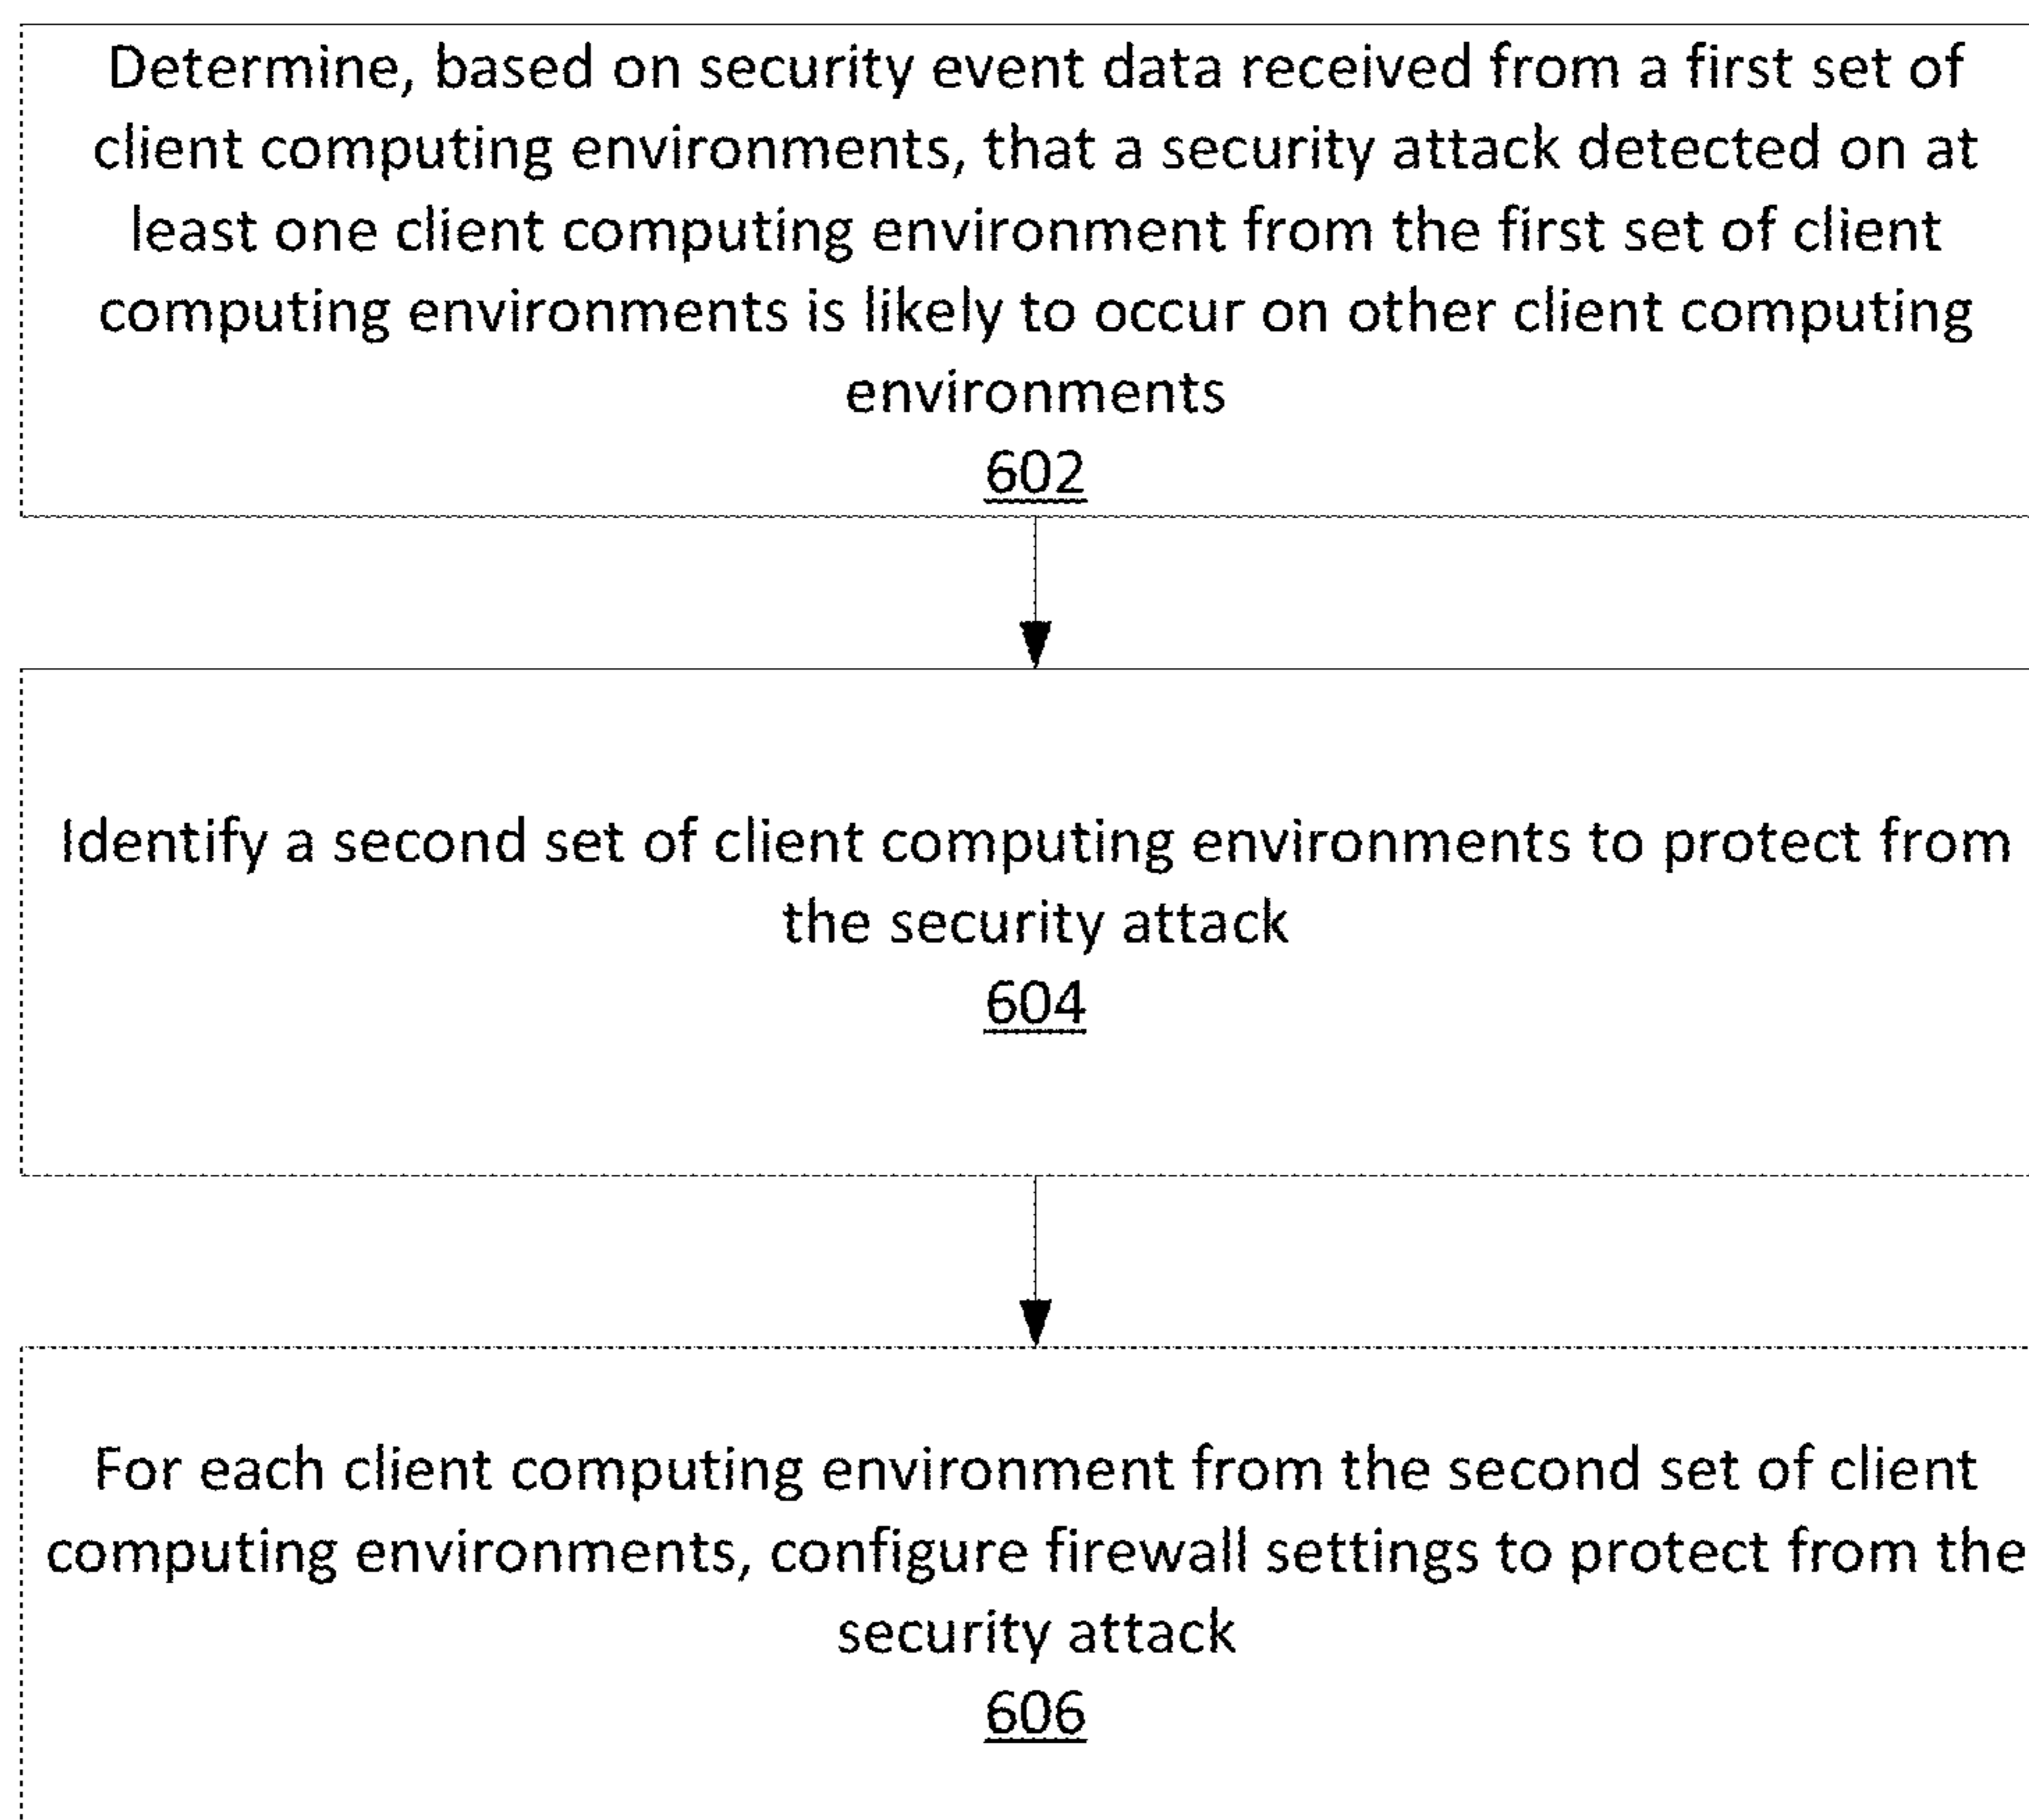 Determine, based on security event data received from a first set of
client computing environments, that a security attack detected on at
least one client computing environment from the first set of client
computing environments is likely to occur on other client computing
environments
602
Identify a second set of client computing environments to protect from
the security attack
604
For each client computing environment from the second set of client
computing environments, configure firewall settings to protect from the
security attack
606